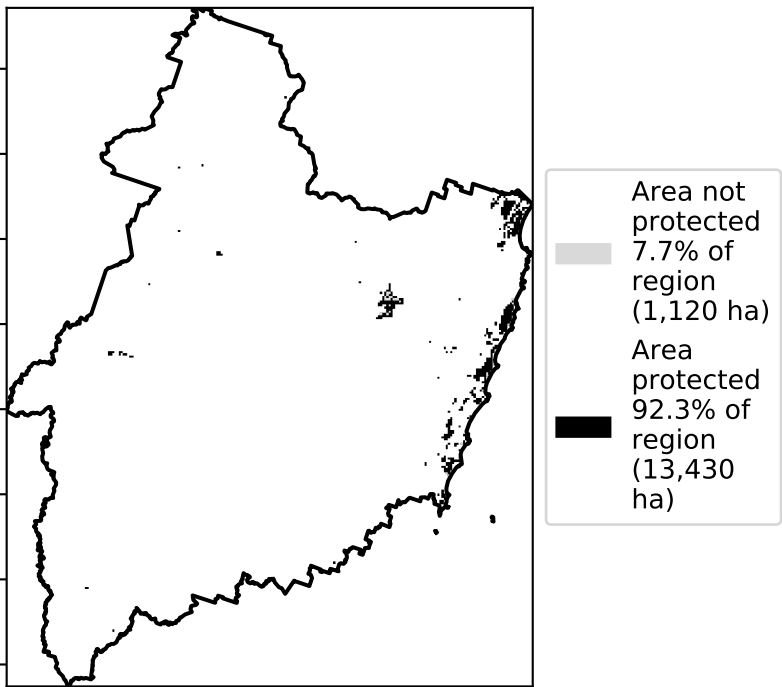 Area not
protected
7.7% of
region
(1,120 ha)
Area
protected
92.3% of
region
(13,430
ha)